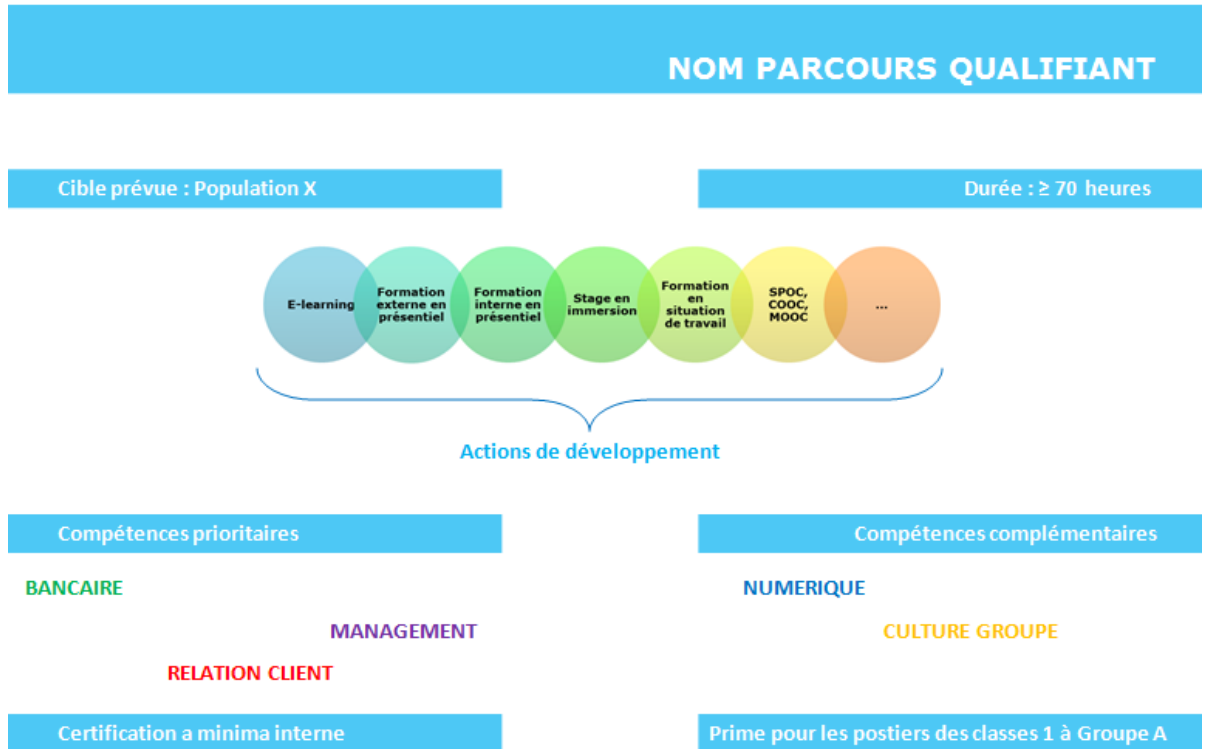 NOM PARCOURS QUALIFIANT
Cible prévue : Population X
Durée : ≥ 70 heures
E-learning
Formation
externe en
présentiel
Formation
interne en
présentiel
Stage en
immersion
Formation
en
situation
de travail
SPOC,
COOC,
MOOC
...
Actions de développement
Compétences prioritaires
Compétences complémentaires
BANCAIRE
NUMERIQUE
MANAGEMENT
CULTURE GROUPE
RELATION CLIENT
Certification a minima interne
Prime pour les postiers des classes 1 à Groupe A